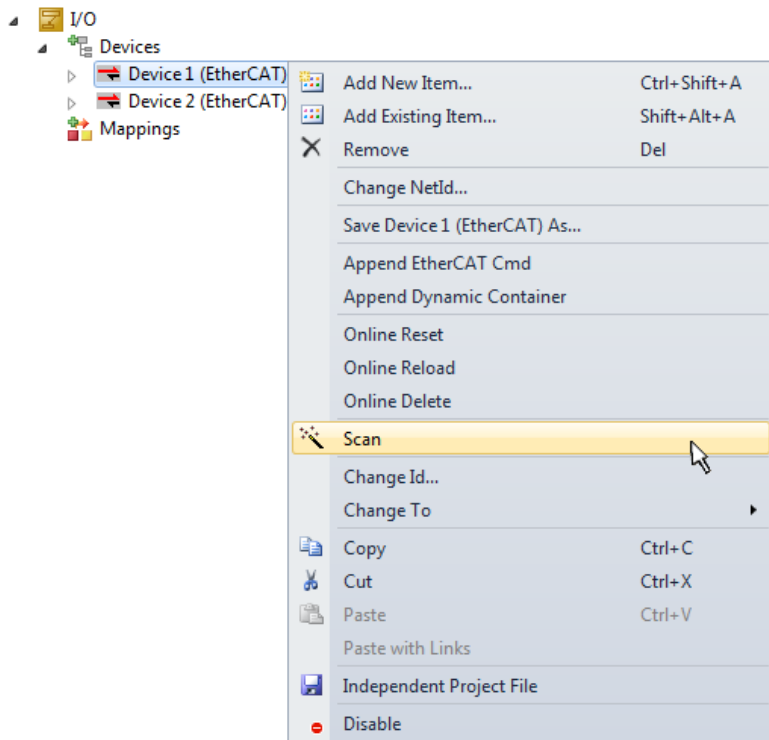 I/O
Devices
Device 1 (EtherCAT)
Device 2 (EtherCAT)
Mappings
Add New Item... Ctrl+Shift+A
Add Existing Item... Shift+Alt+A
Remove Del
Change NetId...
Save Device 1 (EtherCAT) As...
Append EtherCAT Cmd
Append Dynamic Container
Online Reset
Online Reload
Online Delete
Scan
Change Id...
Change To
Copy Ctrl+C
Cut Ctrl+X
Paste Ctrl+V
Paste with Links
Independent Project File
Disable